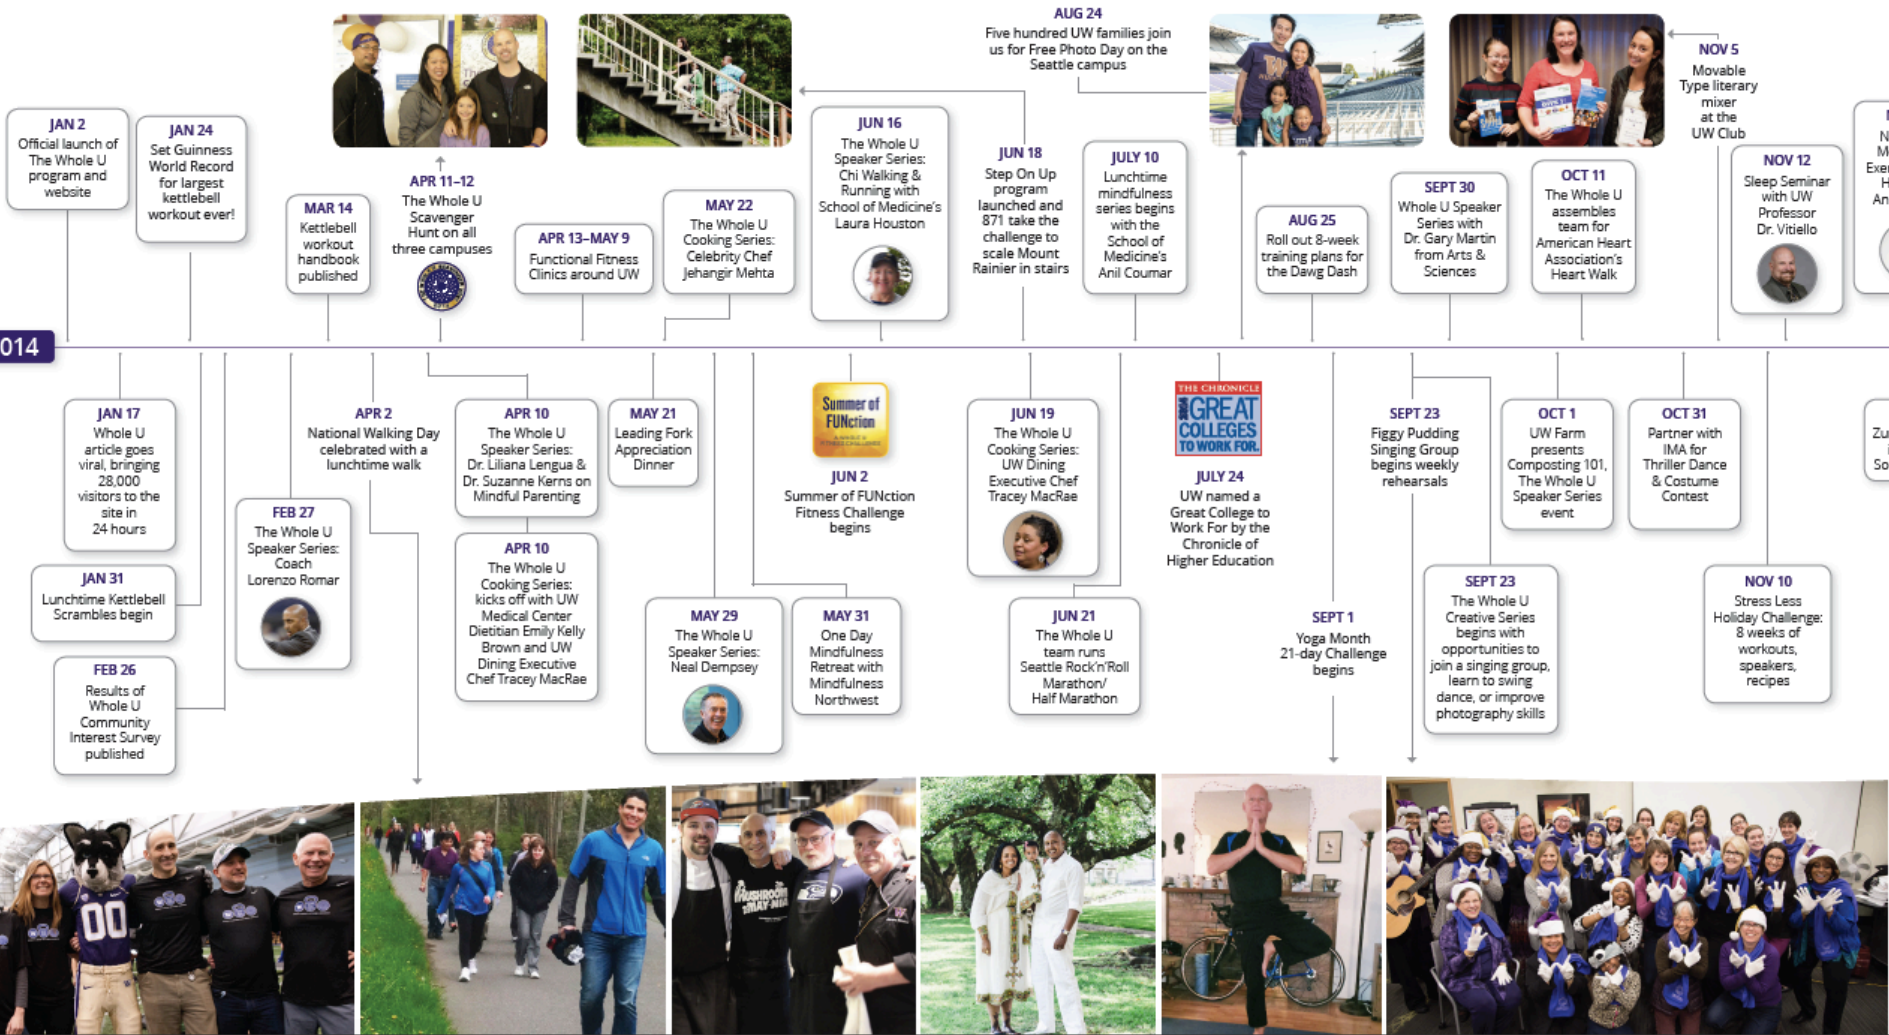 AUG 24
Five hundred UW families join
us for Free Photo Day on the
Seattle campus
NOV 5
Movable
Type literary
mixer
at the
UW Club
JAN 2
Official launch of
The Whole U
program and
website
JAN 24
Set Guinness
World Record
for largest
kettlebell
workout ever!
MAR 14
Kettlebell
workout
handbook
published
APR 11–12
The Whole U
Scavenger
Hunt on all
three campuses
APR 13–MAY 9
Functional Fitness
Clinics around UW
MAY 22
The Whole U
Cooking Series:
Celebrity Chef
Jehangir Mehta
JUN 16
The Whole U
Speaker Series:
Chi Walking &
Running with
School of Medicine's
Laura Houston
JUN 18
Step On Up
program
launched and
871 take the
challenge to
scale Mount
Rainier in stairs
JULY 10
Lunchtime
mindfulness
series begins
with the
School of
Medicine's
Anil Coumar
AUG 25
Roll out 8-week
training plans for
the Dawg Dash
SEPT 30
Whole U Speaker
Series with
Dr. Gary Martin
from Arts &
Sciences
OCT 11
The Whole U
assembles
team for
American Heart
Association's
Heart Walk
NOV 12
Sleep Seminar
with UW
Professor
Dr. Vitiello
014
JAN 17
Whole U
article goes
viral, bringing
28,000
visitors to the
site in
24 hours
JAN 31
Lunchtime Kettlebell
Scrambles begin
FEB 26
Results of
Whole U
Community
Interest Survey
published
FEB 27
The Whole U
Speaker Series:
Coach
Lorenzo Romar
APR 2
National Walking Day
celebrated with a
lunchtime walk
APR 10
The Whole U
Speaker Series:
Dr. Liliana Lengua &
Dr. Suzanne Kerns on
Mindful Parenting
APR 10
The Whole U
Cooking Series:
kicks off with UW
Medical Center
Dietitian Emily Kelly
Brown and UW
Dining Executive
Chef Tracey MacRae
MAY 21
Leading Fork
Appreciation
Dinner
MAY 29
The Whole U
Speaker Series:
Neal Dempsey
MAY 31
One Day
Mindfulness
Retreat with
Mindfulness
Northwest
Summer of
FUNction
JUN 2
Summer of FUNction
Fitness Challenge
begins
JUN 19
The Whole U
Cooking Series:
UW Dining
Executive Chef
Tracey MacRae
JUN 21
The Whole U
team runs
Seattle Rock'n'Roll
Marathon/
Half Marathon
THE CHRONICLE
GREAT
COLLEGES
TO WORK FOR.
JULY 24
UW named a
Great College to
Work For by the
Chronicle of
Higher Education
SEPT 1
Yoga Month
21-day Challenge
begins
SEPT 23
Figgy Pudding
Singing Group
begins weekly
rehearsals
SEPT 23
The Whole U
Creative Series
begins with
opportunities to
join a singing group,
learn to swing
dance, or improve
photography skills
OCT 1
UW Farm
presents
Composting 101,
The Whole U
Speaker Series
event
OCT 31
Partner with
IMA for
Thriller Dance
& Costume
Contest
NOV 10
Stress Less
Holiday Challenge:
8 weeks of
workouts,
speakers,
recipes
00
MUSHROOM